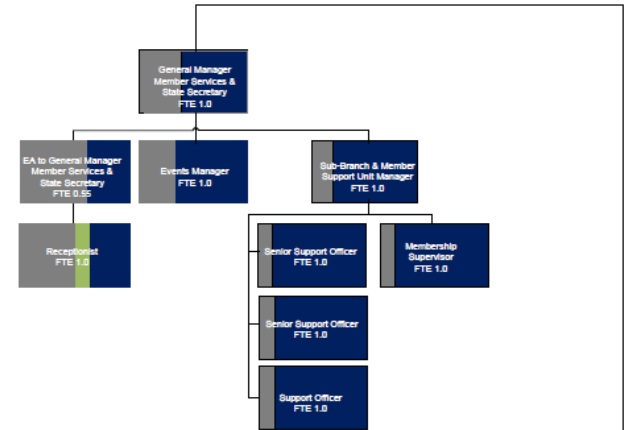 General Manager
Member Services &
State Secretary
FTE 1.0
EA to General Manager
Member Services &
State Secretary
FTE 0.55
Events Manager
FTE 1.0
Sub-Branch & Member
Support Unit Manager
FTE 1.0
Receptionist
FTE 1.0
Senior Support Officer
FTE 1.0
Membership
Supervisor
FTE 1.0
Senior Support Officer
FTE 1.0
Support Officer
FTE 1.0